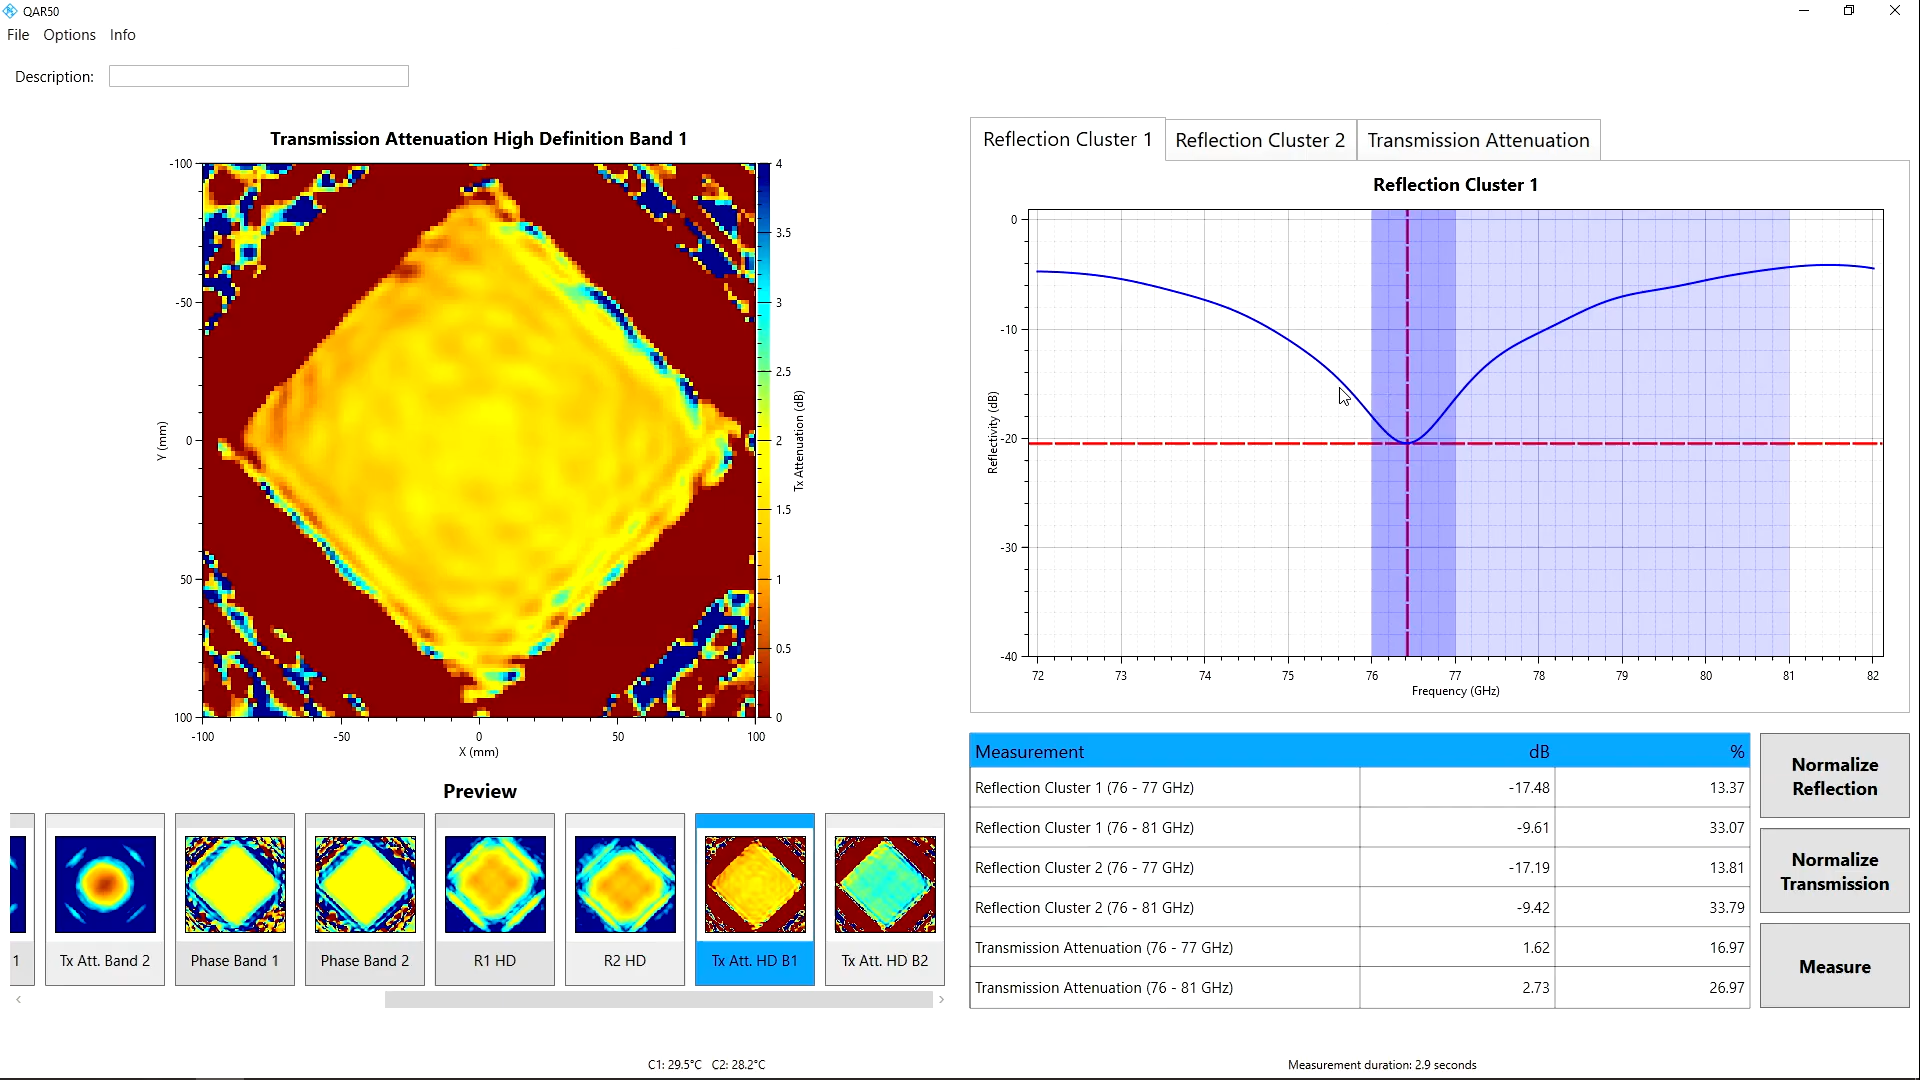 QAR50
File Options Info
Description:
Transmission Attenuation High Definition Band 1
-100
-50
0
50
100
Y (mm)
-100 -50 0 50 100
X (mm)
4
3.5
3
2.5
2
1.5
1
0.5
0
Tx Attenuation (dB)
Preview
1
Tx Att. Band 2
Phase Band 1
Phase Band 2
R1 HD
R2 HD
Tx Att. HD B1
Tx Att. HD B2
Reflection Cluster 1 Reflection Cluster 2 Transmission Attenuation
Reflection Cluster 1
0
-10
-20
-30
-40
Reflectivity (dB)
72 73 74 75 76 77 78 79 80 81 82
Frequency (GHz)
Measurement dB %
Reflection Cluster 1 (76 - 77 GHz) -17.48 13.37
Reflection Cluster 1 (76 - 81 GHz) -9.61 33.07
Reflection Cluster 2 (76 - 77 GHz) -17.19 13.81
Reflection Cluster 2 (76 - 81 GHz) -9.42 33.79
Transmission Attenuation (76 - 77 GHz) 1.62 16.97
Transmission Attenuation (76 - 81 GHz) 2.73 26.97
Normalize
Reflection
Normalize
Transmission
Measure
C1: 29.5°C C2: 28.2°C
Measurement duration: 2.9 seconds